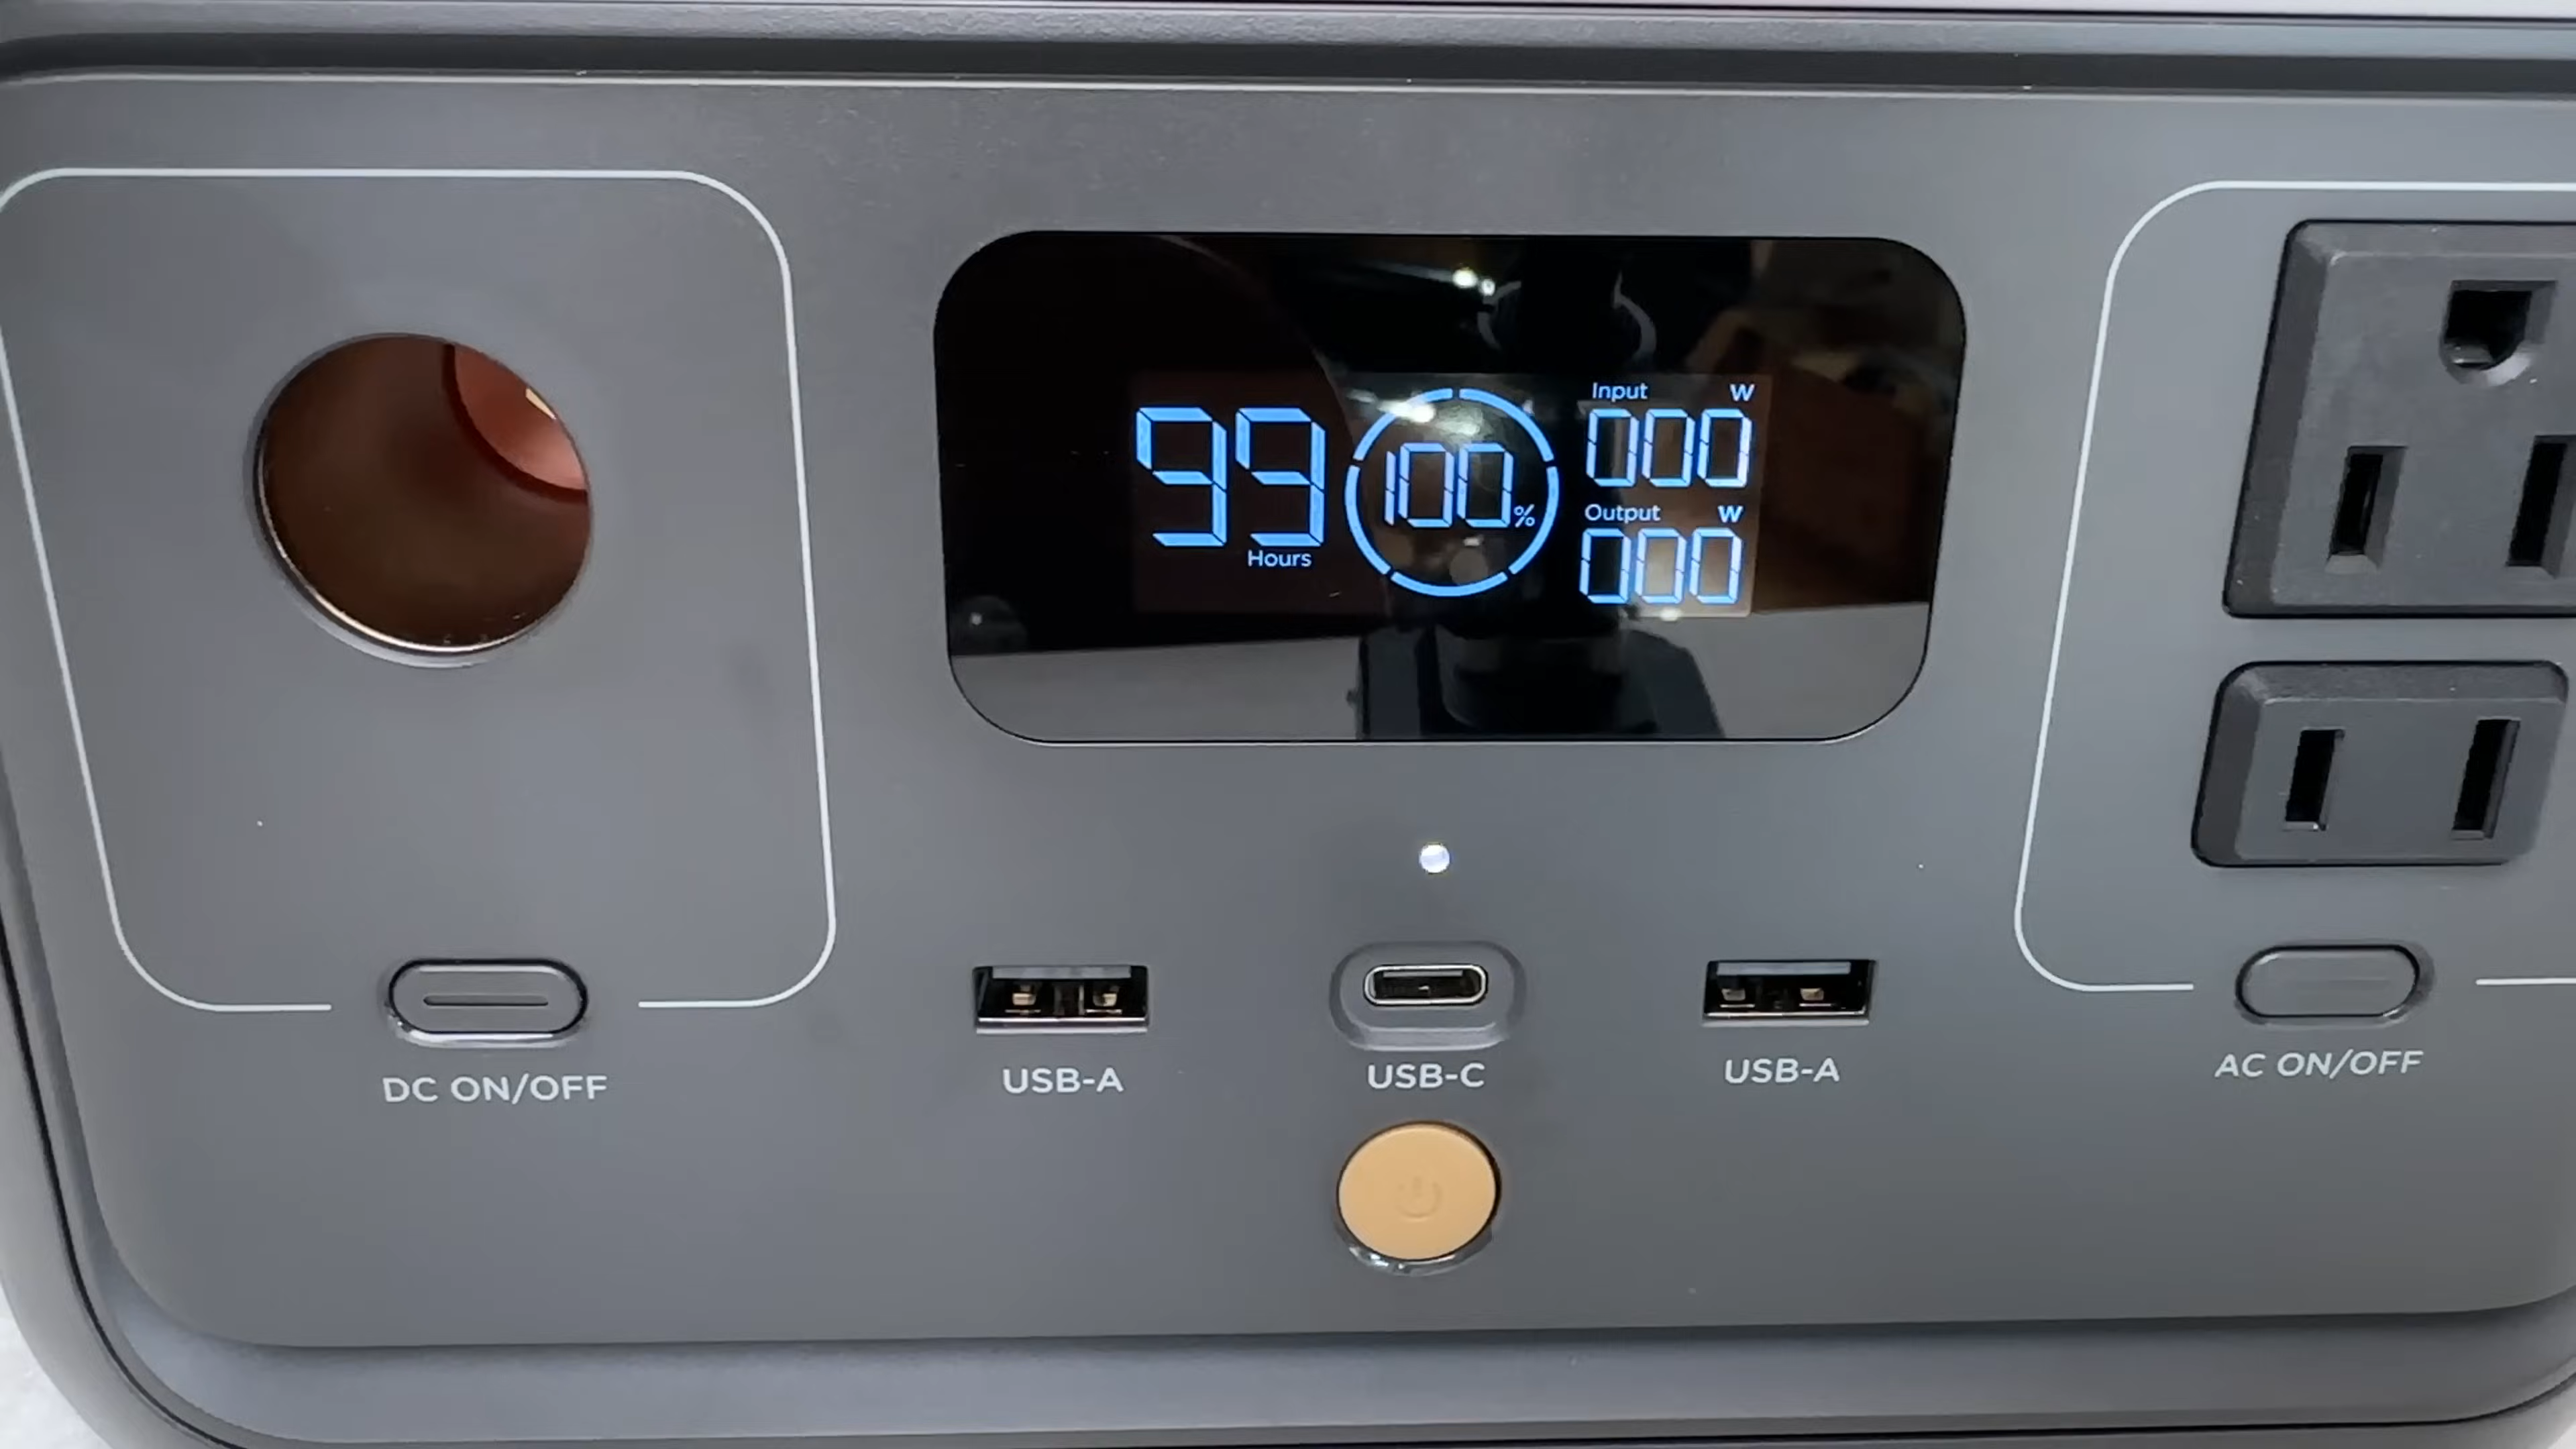 Input W
99 100% 000
Output W
Hours 000
DC ON/OFF
USB-A
USB-C
USB-A
AC ON/OFF